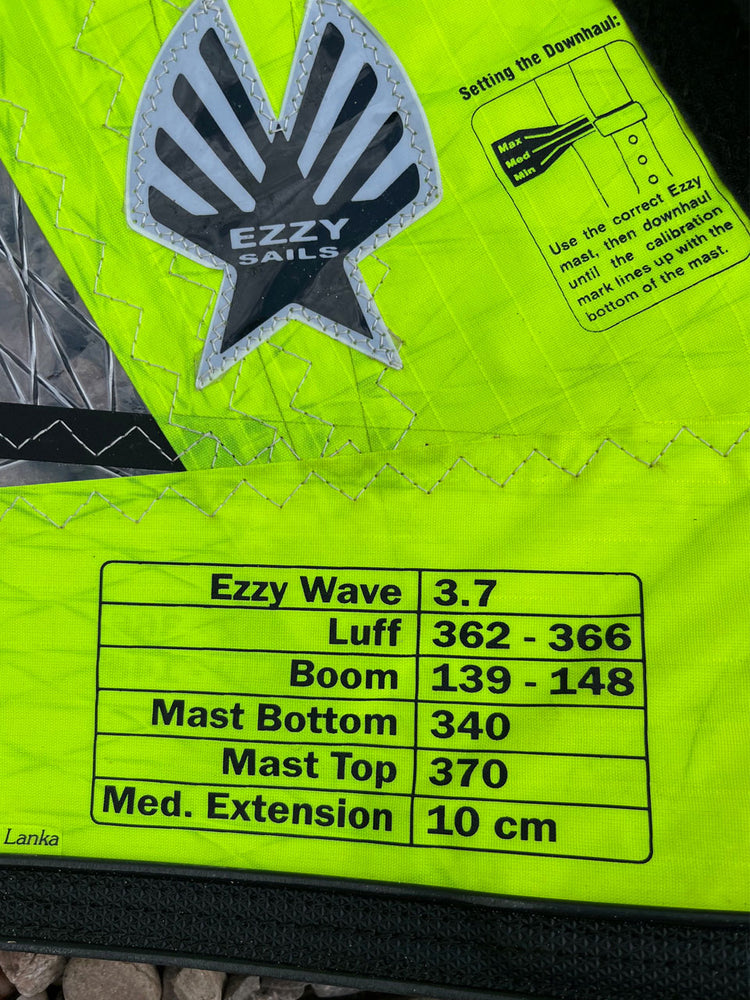 Setting the Downhaul:
Max
Med
Min
Use the correct Ezzy
mast, then downhaul
until the calibration
mark lines up with the
bottom of the mast.
EZZY
SAILS
Ezzy Wave 3.7
Luff 362 - 366
Boom 139 - 148
Mast Bottom 340
Mast Top 370
Med. Extension 10 cm
Lanka